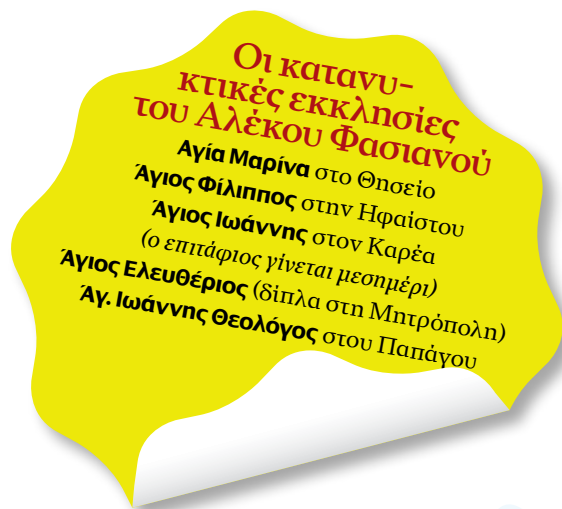 Οι κατανυ-
κτικές εκκλησίες
του Αλέκου Φασιανού
Αγία Μαρίνα στο Θησείο
Άγιος Φίλιππος στην Ηφαίστου
Άγιος Ιωάννης στον Καρέα
(ο επιτάφιος γίνεται μεσημέρι)
Άγιος Ελευθέριος (δίπλα στη Μητρόπολη)
Άγ. Ιωάννης Θεολόγος στου Παπάγου